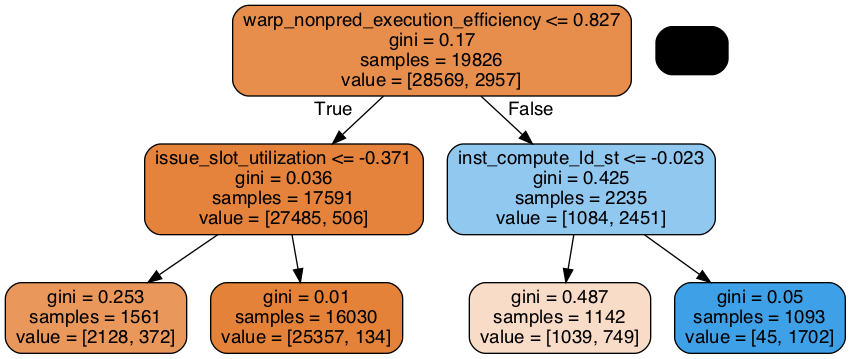 warp_nonpred_execution_efficiency <= 0.827
gini = 0.17
samples = 19826
value = [28569, 2957]
True
False
issue_slot_utilization <= -0.371
gini = 0.036
samples = 17591
value = [27485, 506]
inst_compute_ld_st <= -0.023
gini = 0.425
samples = 2235
value = [1084, 2451]
gini = 0.253
samples = 1561
value = [2128, 372]
gini = 0.01
samples = 16030
value = [25357, 134]
gini = 0.487
samples = 1142
value = [1039, 749]
gini = 0.05
samples = 1093
value = [45, 1702]